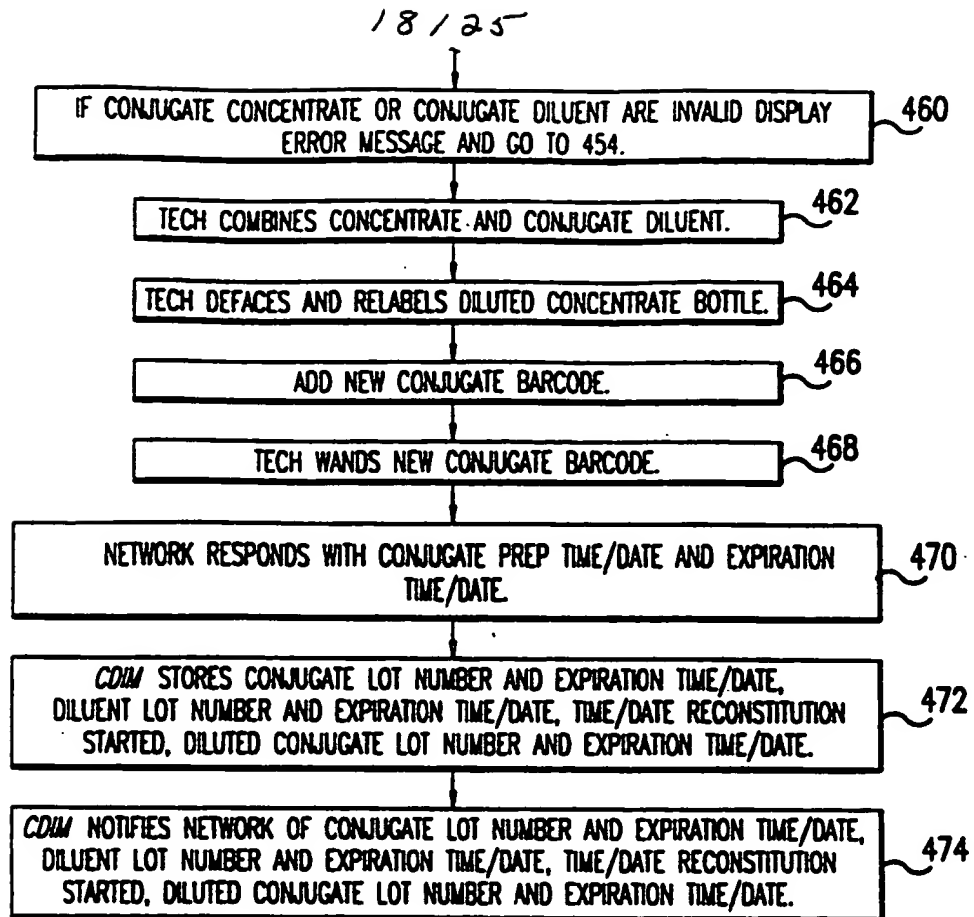 18/25
IF CONJUGATE CONCENTRATE OR CONJUGATE DILUENT ARE INVALID DISPLAY
ERROR MESSAGE AND GO TO 454.
460
TECH COMBINES CONCENTRATE AND CONJUGATE DILUENT.
462
TECH DEFACES AND RELABELS DILUTED CONCENTRATE BOTTLE.
464
ADD NEW CONJUGATE BARCODE.
466
TECH WANDS NEW CONJUGATE BARCODE.
468
NETWORK RESPONDS WITH CONJUGATE PREP TIME/DATE AND EXPIRATION
TIME/DATE.
470
CDIM STORES CONJUGATE LOT NUMBER AND EXPIRATION TIME/DATE,
DILUENT LOT NUMBER AND EXPIRATION TIME/DATE, TIME/DATE RECONSTITUTION
STARTED, DILUTED CONJUGATE LOT NUMBER AND EXPIRATION TIME/DATE.
472
CDIM NOTIFIES NETWORK OF CONJUGATE LOT NUMBER AND EXPIRATION TIME/DATE,
DILUENT LOT NUMBER AND EXPIRATION TIME/DATE, TIME/DATE RECONSTITUTION
STARTED, DILUTED CONJUGATE LOT NUMBER AND EXPIRATION TIME/DATE.
474